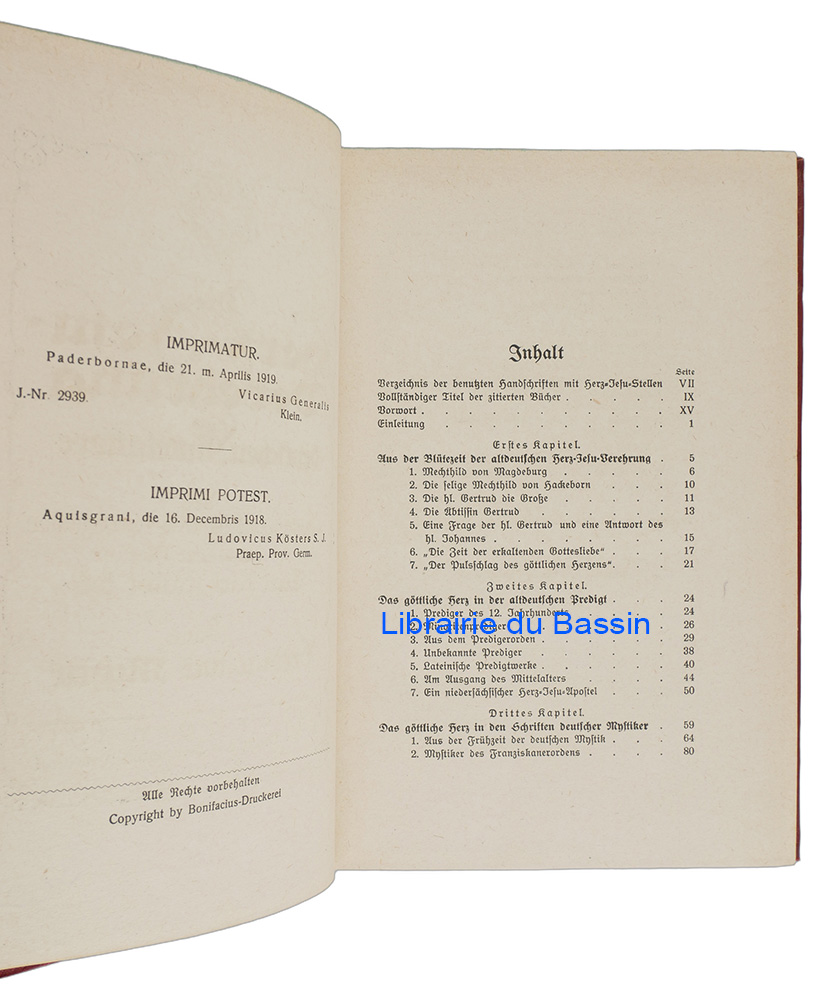 IMPRIMATUR.
Paderbornae, die 21. m. Aprilis 1919.
J.-Nr. 2939.
Vicarius Generalis
Klein.
IMPRIMI POTEST.
Aquisgrani, die 16. Decembris 1918.
Ludovicus Kösters S. J.
Praep. Prov. Germ.
Alle Rechte vorbehalten
Copyright by Bonifacius-Druckerei
Inhalt
Seite
Verzeichnis der benutzten Handschriften mit Herz-Jesu-Stellen VII
Vollständiger Titel der zitierten Bücher . . . . . IX
Vorwort . . . . . . . . . . XV
Einleitung . . . . . . . . . 1
Erstes Kapitel.
Aus der Blütezeit der altdeutschen Herz-Jesu-Verehrung . 5
1. Mechthild von Magdeburg . . . . . 6
2. Die selige Mechthild von Hackeborn . . . 10
3. Die hl. Gertrud die Große . . . . . 11
4. Die Äbtissin Gertrud . . . . . 13
5. Eine Frage der hl. Gertrud und eine Antwort des
hl. Johannes . . . . . . . 15
6. „Die Zeit der erkaltenden Gottesliebe“ . . . 17
7. „Der Pulsschlag des göttlichen Herzens“ . . . 21
Zweites Kapitel.
Das göttliche Herz in der altdeutschen Predigt . . . 24
1. Prediger des 12. Jahrhunderts . . . . 24
2. Minoritenprediger . . . . . . 26
3. Aus dem Predigerorden . . . . . 29
4. Unbekannte Prediger . . . . . 38
5. Lateinische Predigtwerke . . . . . 40
6. Am Ausgang des Mittelalters . . . . 44
7. Ein niedersächsischer Herz-Jesu-Apostel . . . 50
Drittes Kapitel.
Das göttliche Herz in den Schriften deutscher Mystiker . 59
1. Aus der Frühzeit der deutschen Mystik . . . 64
2. Mystiker des Franziskanerordens . . . . 80
Librairie du Bassin